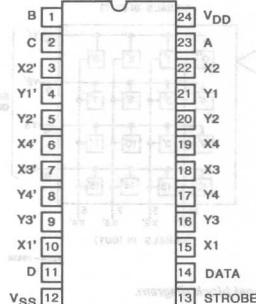 B 1 24 VDD
C 2 23 A
X2' 3 22 X2
Y1' 4 21 Y1
Y2' 5 20 Y2
X4' 6 19 X4
X3' 7 18 X3
Y4' 8 17 Y4
Y3' 9 16 Y3
X1' 10 15 X1
D 11 14 DATA
VSS 12 13 STROBE